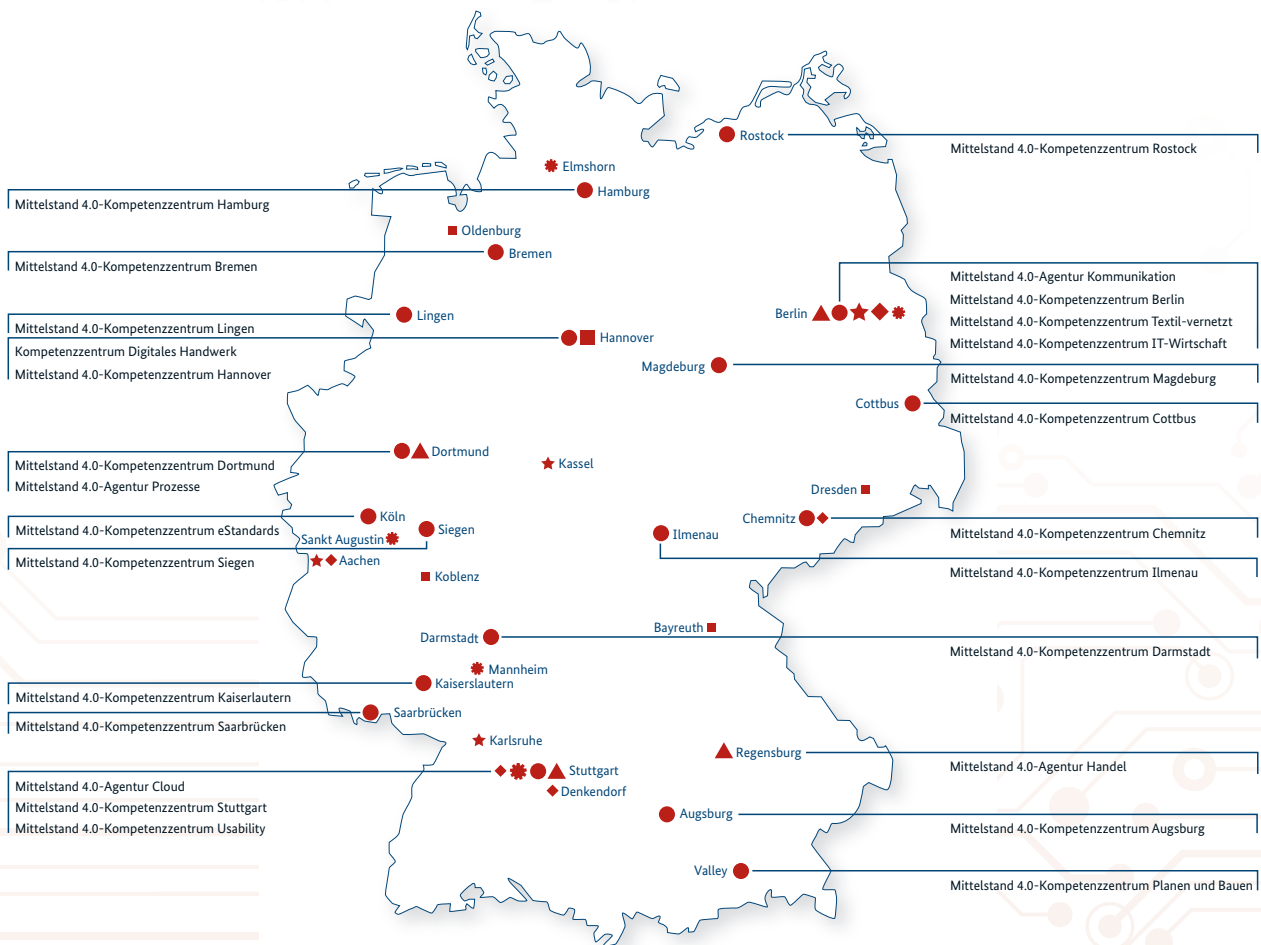 Rostock
Mittelstand 4.0-Kompetenzzentrum Rostock
Elmshorn
Hamburg
Mittelstand 4.0-Kompetenzzentrum Hamburg
Oldenburg
Bremen
Mittelstand 4.0-Kompetenzzentrum Bremen
Mittelstand 4.0-Agentur Kommunikation
Mittelstand 4.0-Kompetenzzentrum Berlin
Mittelstand 4.0-Kompetenzzentrum Textil-vernetzt
Mittelstand 4.0-Kompetenzzentrum IT-Wirtschaft
Berlin
Lingen
Mittelstand 4.0-Kompetenzzentrum Lingen
Hannover
Kompetenzzentrum Digitales Handwerk
Mittelstand 4.0-Kompetenzzentrum Hannover
Magdeburg
Mittelstand 4.0-Kompetenzzentrum Magdeburg
Cottbus
Mittelstand 4.0-Kompetenzzentrum Cottbus
Dortmund
Mittelstand 4.0-Kompetenzzentrum Dortmund
Mittelstand 4.0-Agentur Prozesse
Kassel
Dresden
Köln
Mittelstand 4.0-Kompetenzzentrum eStandards
Chemnitz
Mittelstand 4.0-Kompetenzzentrum Chemnitz
Siegen
Sankt Augustin
Mittelstand 4.0-Kompetenzzentrum Siegen
Ilmenau
Mittelstand 4.0-Kompetenzzentrum Ilmenau
Aachen
Koblenz
Bayreuth
Darmstadt
Mittelstand 4.0-Kompetenzzentrum Darmstadt
Mannheim
Kaiserslautern
Mittelstand 4.0-Kompetenzzentrum Kaiserlautern
Saarbrücken
Mittelstand 4.0-Kompetenzzentrum Saarbrücken
Karlsruhe
Regensburg
Mittelstand 4.0-Agentur Handel
Stuttgart
Mittelstand 4.0-Agentur Cloud
Mittelstand 4.0-Kompetenzzentrum Stuttgart
Mittelstand 4.0-Kompetenzzentrum Usability
Denkendorf
Augsburg
Mittelstand 4.0-Kompetenzzentrum Augsburg
Valley
Mittelstand 4.0-Kompetenzzentrum Planen und Bauen